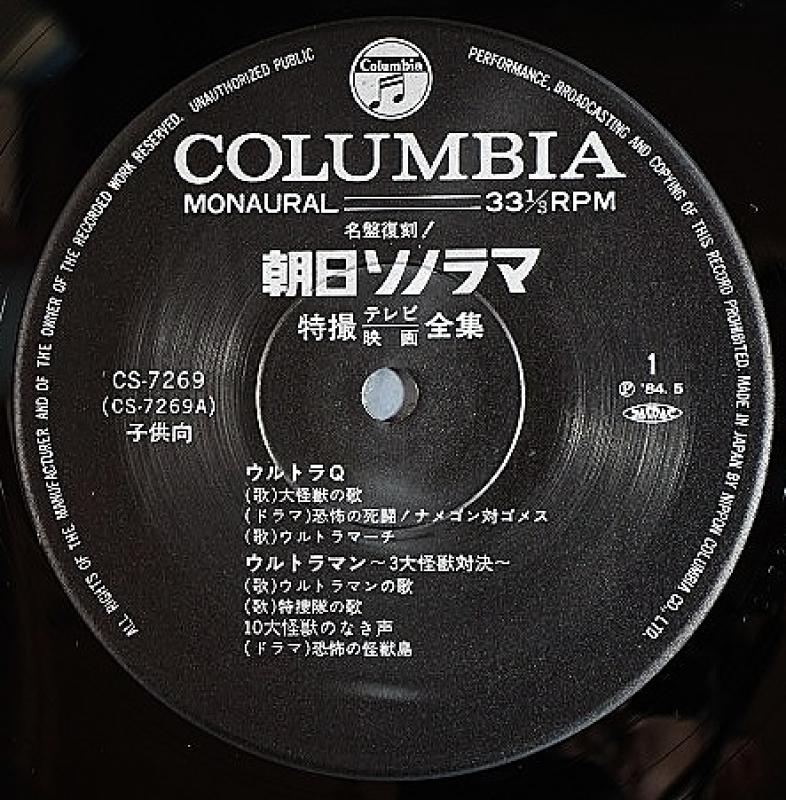 ALL RIGHTS OF THE MANUFACTURER AND OF THE OWNER OF THE RECORDED WORK RESERVED. UNAUTHORIZED PUBLIC PERFORMANCE, BROADCASTING AND COPYING OF THIS RECORD PROHIBITED. MADE IN JAPAN BY NIPPON COLUMBIA CO., LTD.
Columbia
COLUMBIA
MONAURAL 33⅓RPM
名盤復刻!
朝日ソノラマ
特撮テレビ映画全集
CS-7269
(CS-7269A)
子供向
1
Ⓟ '84. 5
ウルトラQ
(歌)大怪獣の歌
(ドラマ)恐怖の死闘!ナメゴン対ゴメス
(歌)ウルトラマーチ
ウルトラマン〜3大怪獣対決〜
(歌)ウルトラマンの歌
(歌)特捜隊の歌
10大怪獣のなき声
(ドラマ)恐怖の怪獣島